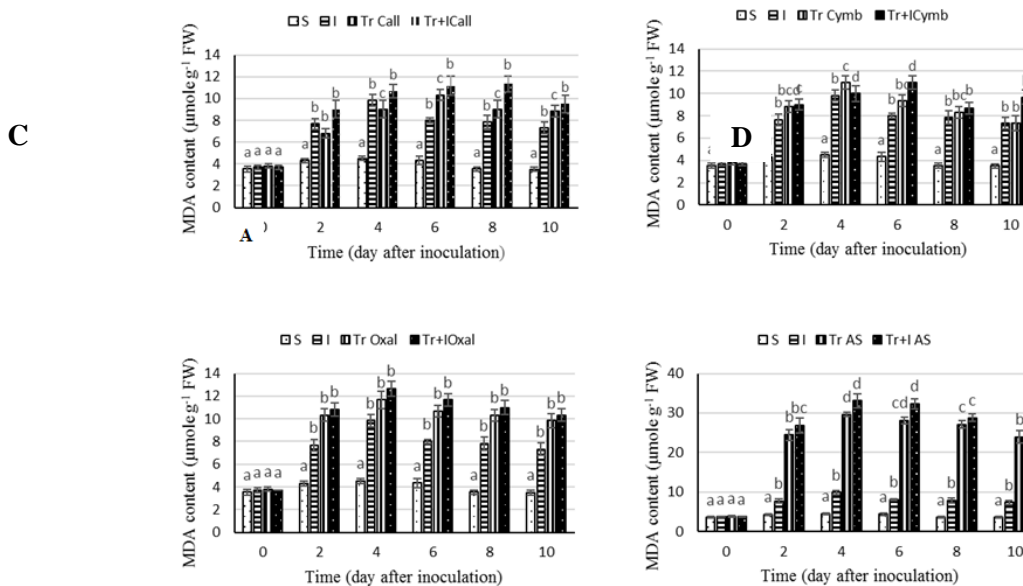 S I Tr Call Tr+ICall
MDA content (μmole g⁻¹ FW)
14
12
10
8
6
4
2
0
a a a a
a b b b
a b c b
a b c b
a b c b
a b c b
2 4 6 8 10
Time (day after inoculation)
C
A
S I Tr Cymb Tr+ICymb
MDA content (μmole g⁻¹ FW)
14
12
10
8
6
4
2
0
a
b bcd d
a b c d
a b c d
a b bc c
a b b
0 2 4 6 8 10
Time (day after inoculation)
D
S I Tr Oxal Tr+IOxal
MDA content (μmole g⁻¹ FW)
14
12
10
8
6
4
2
0
a a a a
a b b b
a b b b
a b b b
a b b b
a b b b
0 2 4 6 8 10
Time (day after inoculation)
S I Tr AS Tr+I AS
MDA content (μmole g⁻¹ FW)
40
30
20
10
0
a a a a
a b b bc
a b d d
a b cd d
a b c c
a b b
0 2 4 6 8 10
Time (day after inoculation)